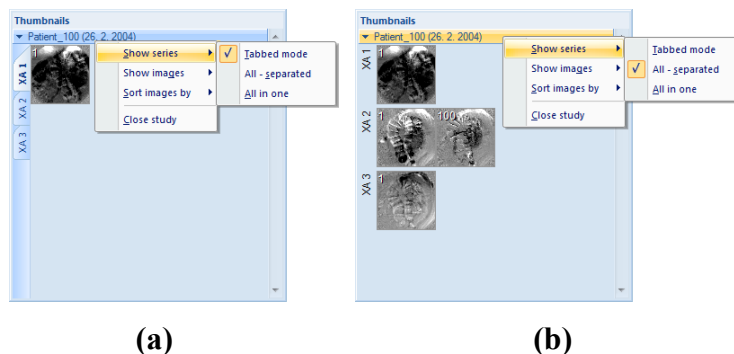 Thumbnails
Patient_100 (26. 2. 2004)
XA 1
XA 2
XA 3
1
Show series
Show images
Sort images by
Close study
Tabbed mode
All - separated
All in one
(a)
Thumbnails
Patient_100 (26. 2. 2004)
XA 1
1
XA 2
1
100
XA 3
1
Show series
Show images
Sort images by
Close study
Tabbed mode
All - separated
All in one
(b)